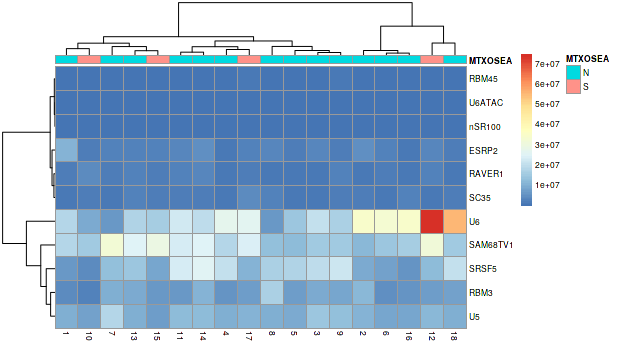 MTXOSEA
MTXOSEA
N
S
7e+07
6e+07
5e+07
4e+07
3e+07
2e+07
1e+07
RBM45
U6ATAC
nSR100
ESRP2
RAVER1
SC35
U6
SAM68TV1
SRSF5
RBM3
U5
1 10 7 13 15 11 14 4 17 8 5 3 9 2 6 16 12 18